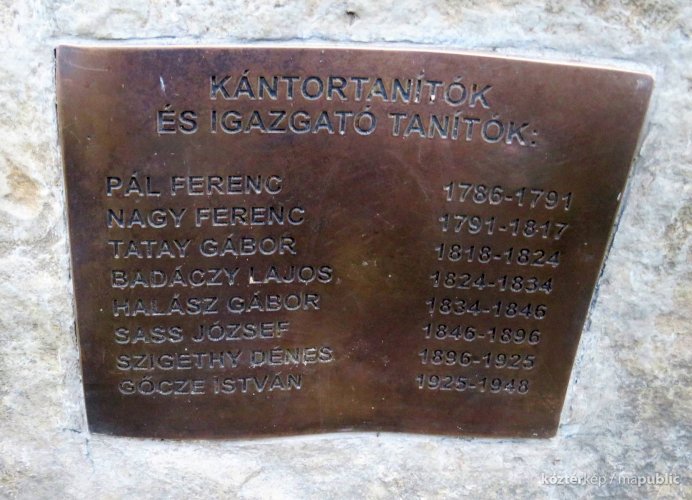 KÁNTORTANÍTÓK
ÉS IGAZGATÓ TANÍTÓK:
PÁL FERENC 1786-1791
NAGY FERENC 1791-1817
TATAY GÁBOR 1818-1824
BADÁCZY LAJOS 1824-1834
HALÁSZ GÁBOR 1834-1846
SASS JÓZSEF 1846-1896
SZIGÉTHY DÉNES 1896-1925
GŐCZE ISTVÁN 1925-1948
köztérkép / mapublic